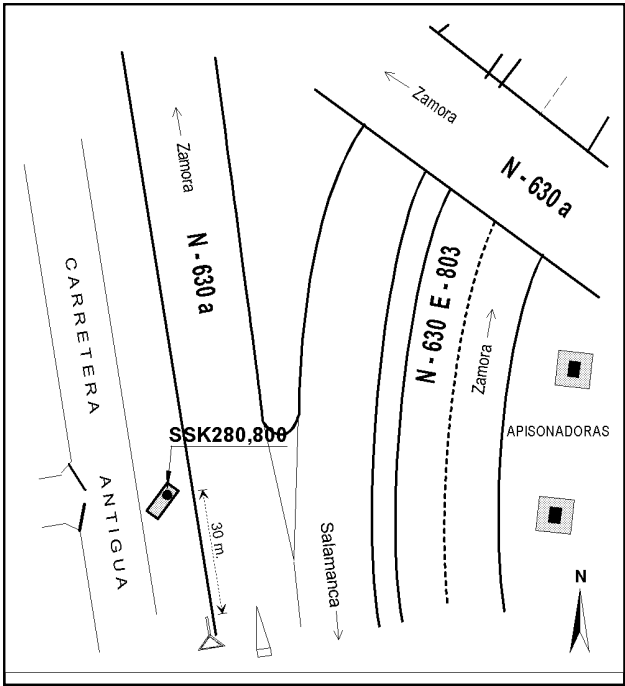 Zamora
N - 630 a
Zamora
N - 630 a
N - 630 E - 803
Zamora
CARRETERA
ANTIGUA
SSK280,800
APISONADORAS
30 m.
Salamanca
N